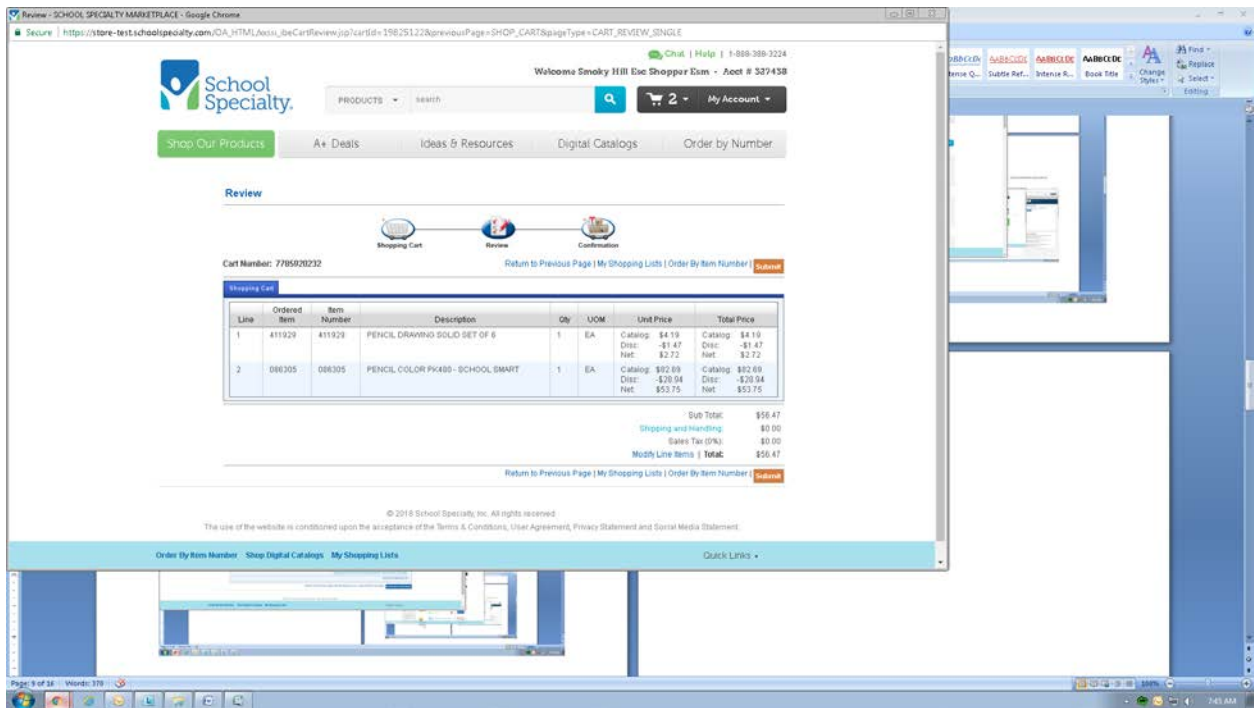 Review - SCHOOL SPECIALTY MARKETPLACE - Google Chrome
Secure | https://store-test.schoolspecialty.com/OA_HTML/
Chat | Help | 1-888-388-3224
Welcome Smoky Hill Esc Shopper Esm - Acct # 537458
School Specialty.
PRODUCTS search 2 My Account
Shop Our Products A+ Deals Ideas & Resources Digital Catalogs Order by Number
Review
Shopping Cart Review Confirmation
Cart Number: 7785920232 Return to Previous Page | My Shopping Lists | Order By Item Number | Submit
Shopping Cart
Line Ordered Item Item Number Description Qty UOM Unit Price Total Price
1 411929 411929 PENCIL DRAWING SOLID SET OF 6 1 EA Catalog: $4.19 Catalog: $4.19
Disc: -$1.47 Disc: -$1.47
Net: $2.72 Net: $2.72
2 086305 086305 PENCIL COLOR PK480 - SCHOOL SMART 1 EA Catalog: $82.69 Catalog: $82.69
Disc: -$28.94 Disc: -$28.94
Net: $53.75 Net: $53.75
Sub Total: $56.47
Shipping and Handling: $0.00
Sales Tax (0%): $0.00
Modify Line Items | Total: $56.47
Return to Previous Page | My Shopping Lists | Order By Item Number | Submit
© 2018 School Specialty, Inc. All rights reserved.
The use of the website is conditioned upon the acceptance of the Terms & Conditions, User Agreement, Privacy Statement and Social Media Statement.
Order By Item Number Shop Digital Catalogs My Shopping Lists Quick Links
AaBbCcDc AaBbCcDc AaBbCcDc
Subtle Ref... Intense R... Book Title
Change Styles
Find
Replace
Select
Editing
Page: 9 of 16 Words: 370
100%
7:45 AM